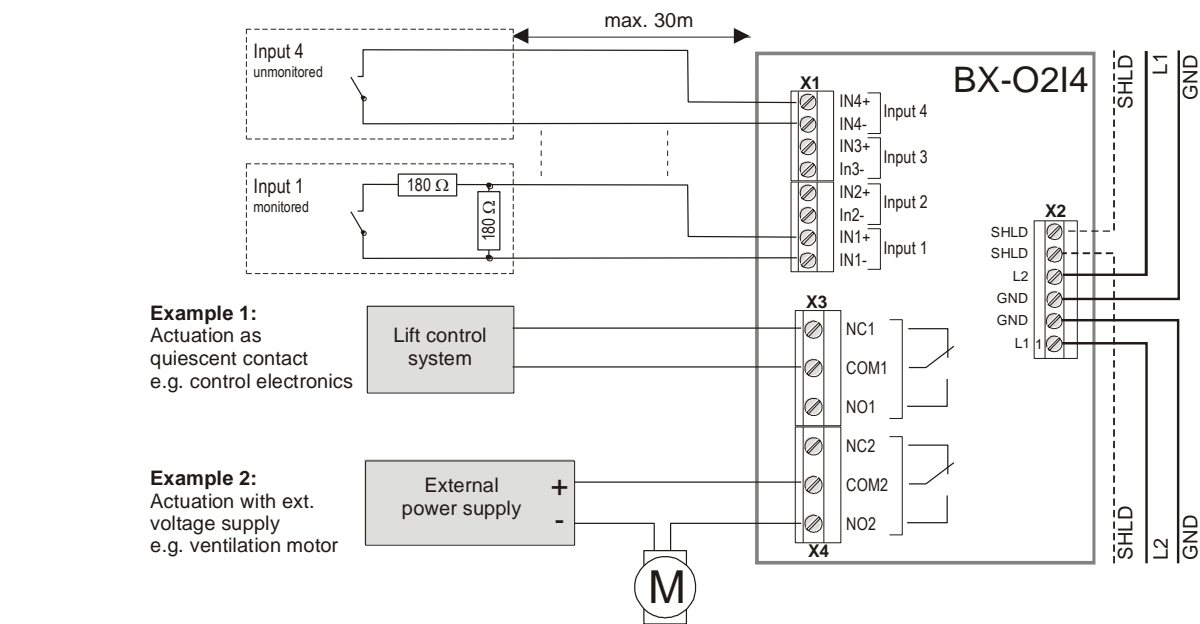 max. 30m
Input 4
unmonitored
Input 1
monitored
180 Ω
180 Ω
BX-O2I4
X1
IN4+
IN4-
Input 4
IN3+
In3-
Input 3
IN2+
In2-
Input 2
IN1+
IN1-
Input 1
SHLD
L1
GND
X2
SHLD
SHLD
L2
GND
GND
L1 1
Example 1:
Actuation as
quiescent contact
e.g. control electronics
Lift control
system
X3
NC1
COM1
NO1
Example 2:
Actuation with ext.
voltage supply
e.g. ventilation motor
External
power supply
+
-
M
NC2
COM2
NO2
X4
SHLD
L2
GND